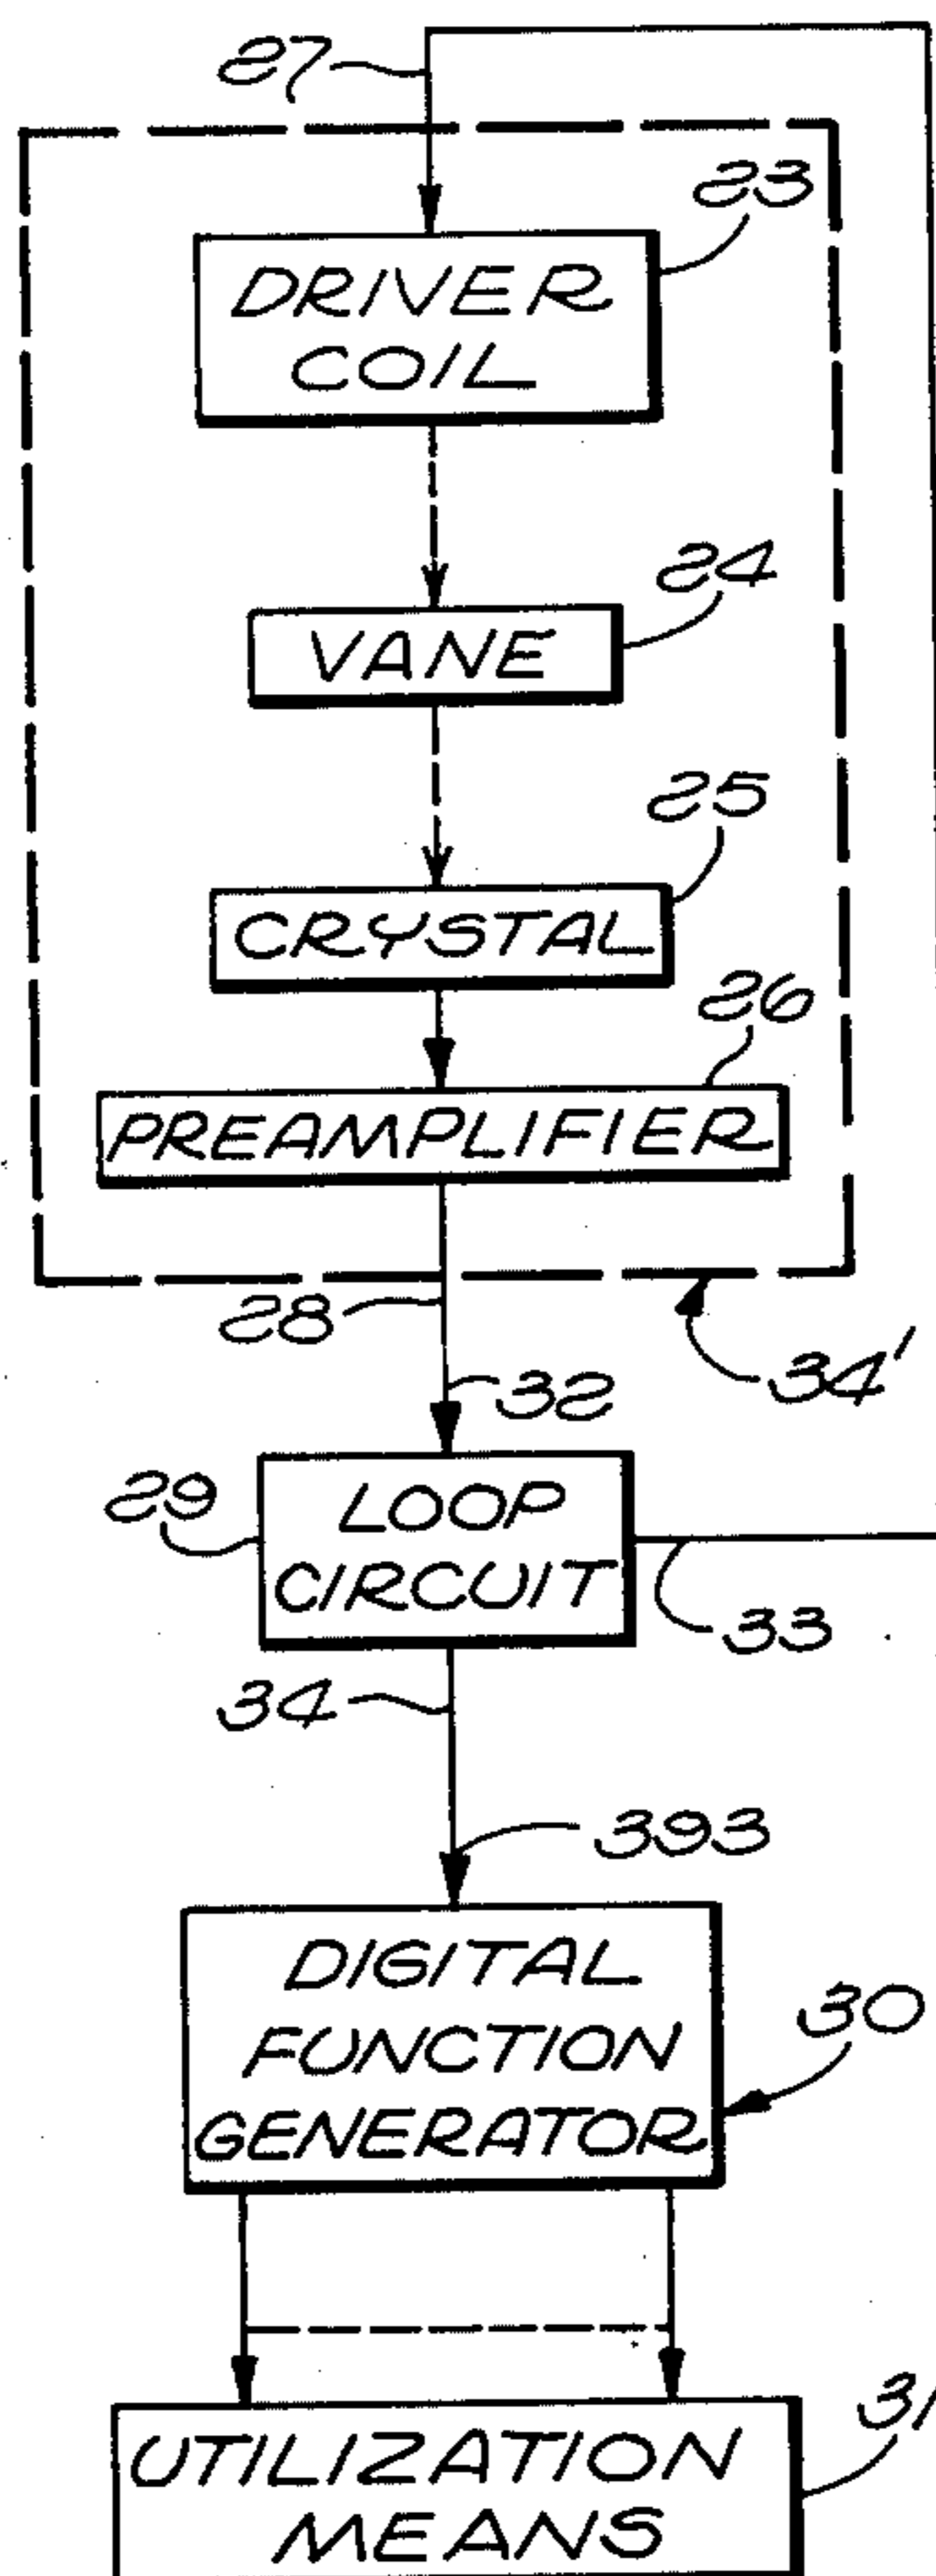 27
23
DRIVER
COIL
24
VANE
25
CRYSTAL
26
PREAMPLIFIER
28
34'
32
29
LOOP
CIRCUIT
33
34
393
DIGITAL
FUNCTION
GENERATOR
30
31
UTILIZATION
MEANS